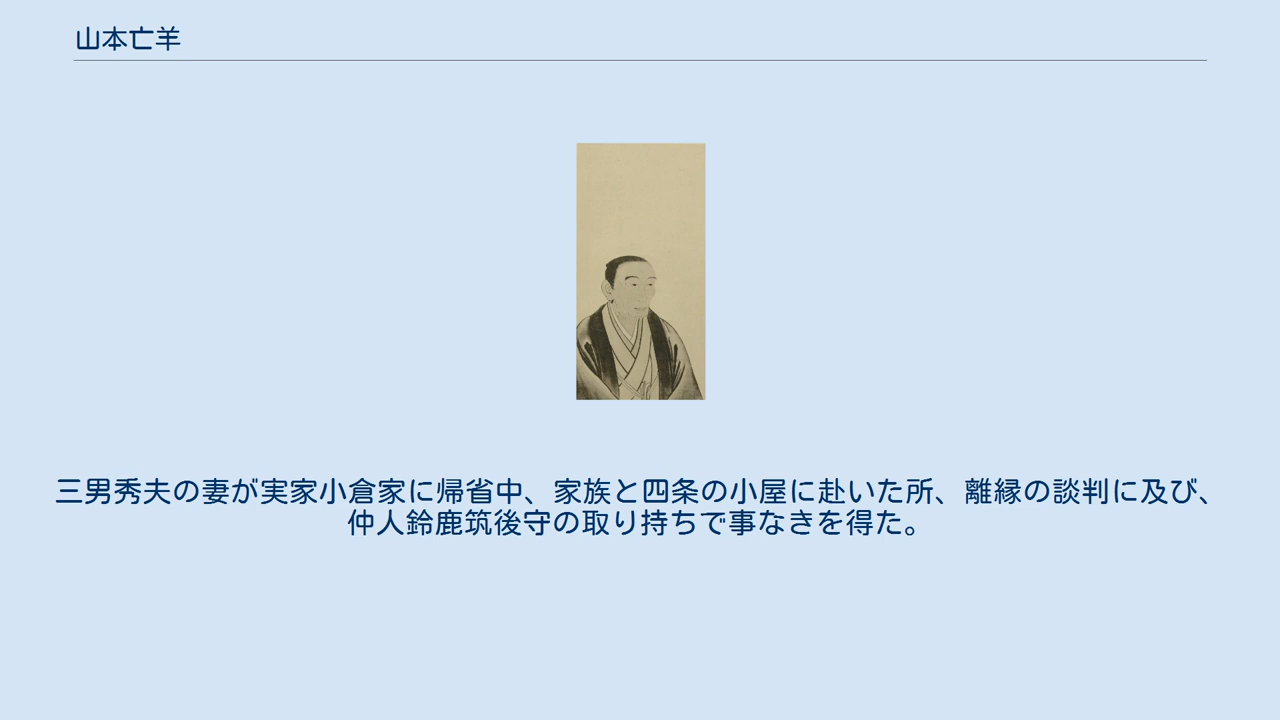 山本亡羊
三男秀夫の妻が実家小倉家に帰省中、家族と四条の小屋に赴いた所、離縁の談判に及び、
仲人鈴鹿筑後守の取り持ちで事なきを得た。